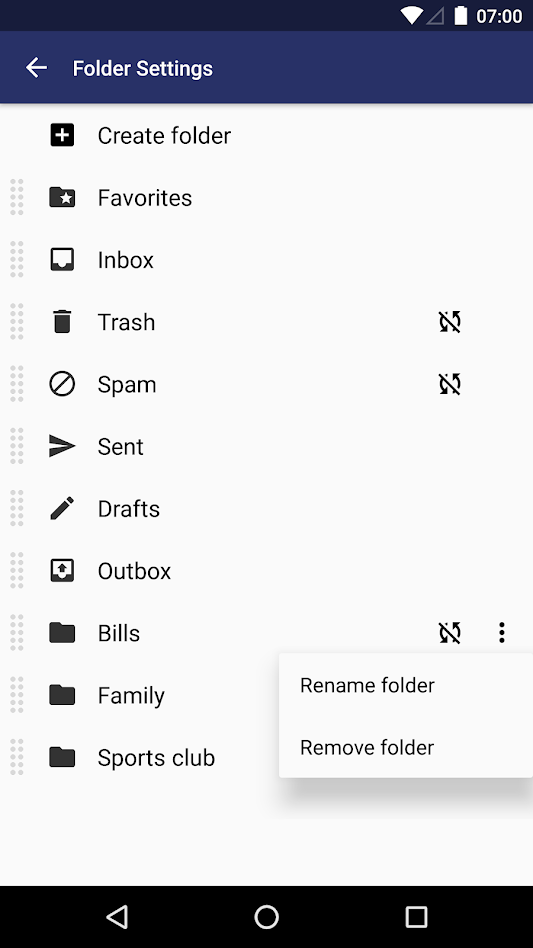 07:00
Folder Settings
Create folder
Favorites
Inbox
Trash
Spam
Sent
Drafts
Outbox
Bills
Rename folder
Family
Remove folder
Sports club